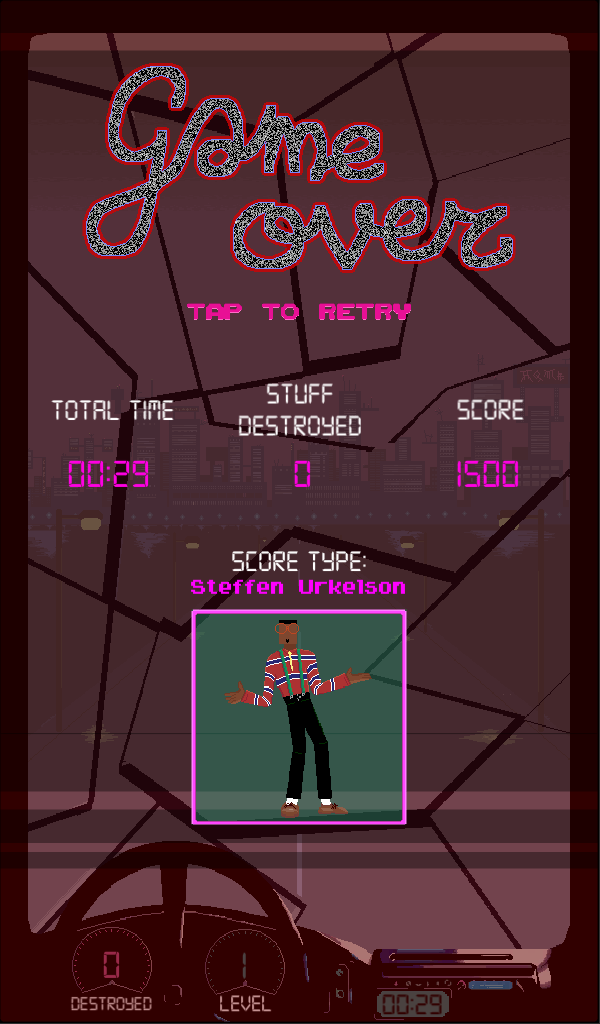 Game
over
TAP TO RETRY
TOTAL TIME
STUFF
DESTROYED
SCORE
00:29
0
1500
SCORE TYPE:
Steffen Urkelson
0
1
DESTROYED
LEVEL
00:29